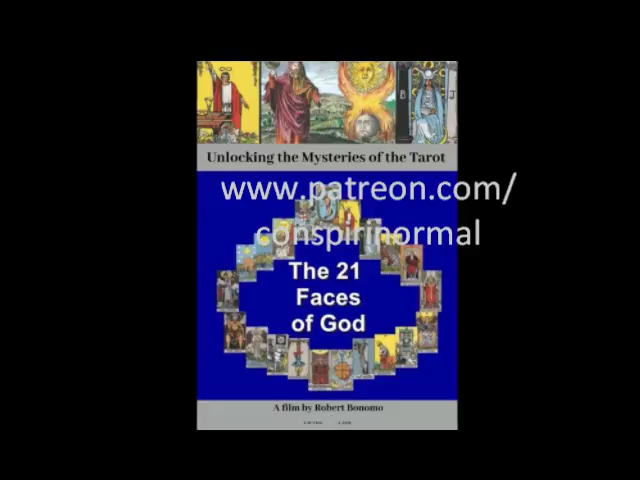 B J
Unlocking the Mysteries of the Tarot
www.patreon.com/
conspirinormal
The 21
Faces
of God
A film by Robert Bonomo